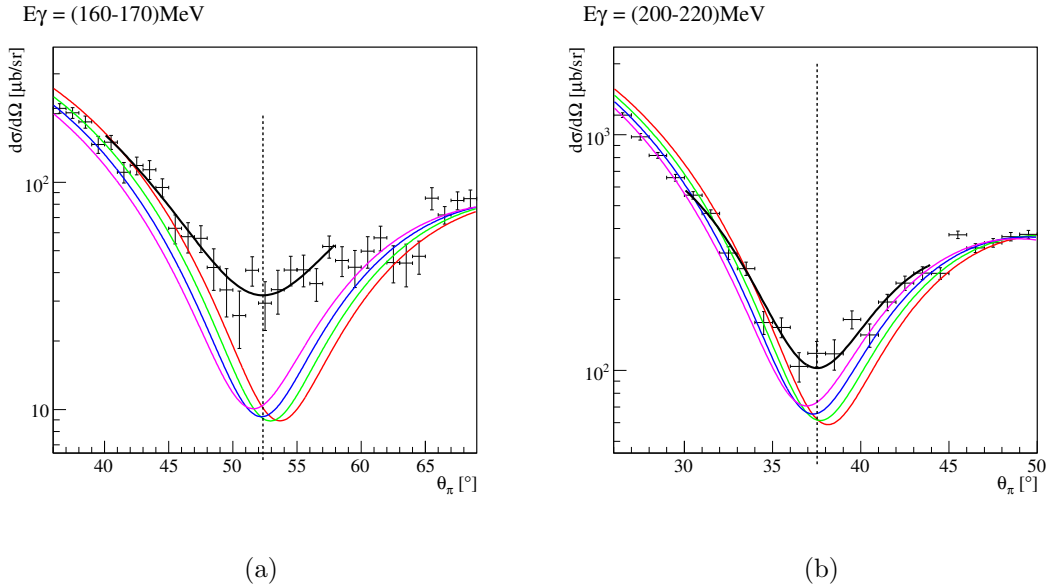 Eγ = (160-170)MeV
dσ/dΩ [μb/sr]
10²
10
40 45 50 55 60 65
θπ [°]
(a)
Eγ = (200-220)MeV
dσ/dΩ [μb/sr]
10³
10²
30 35 40 45 50
θπ [°]
(b)